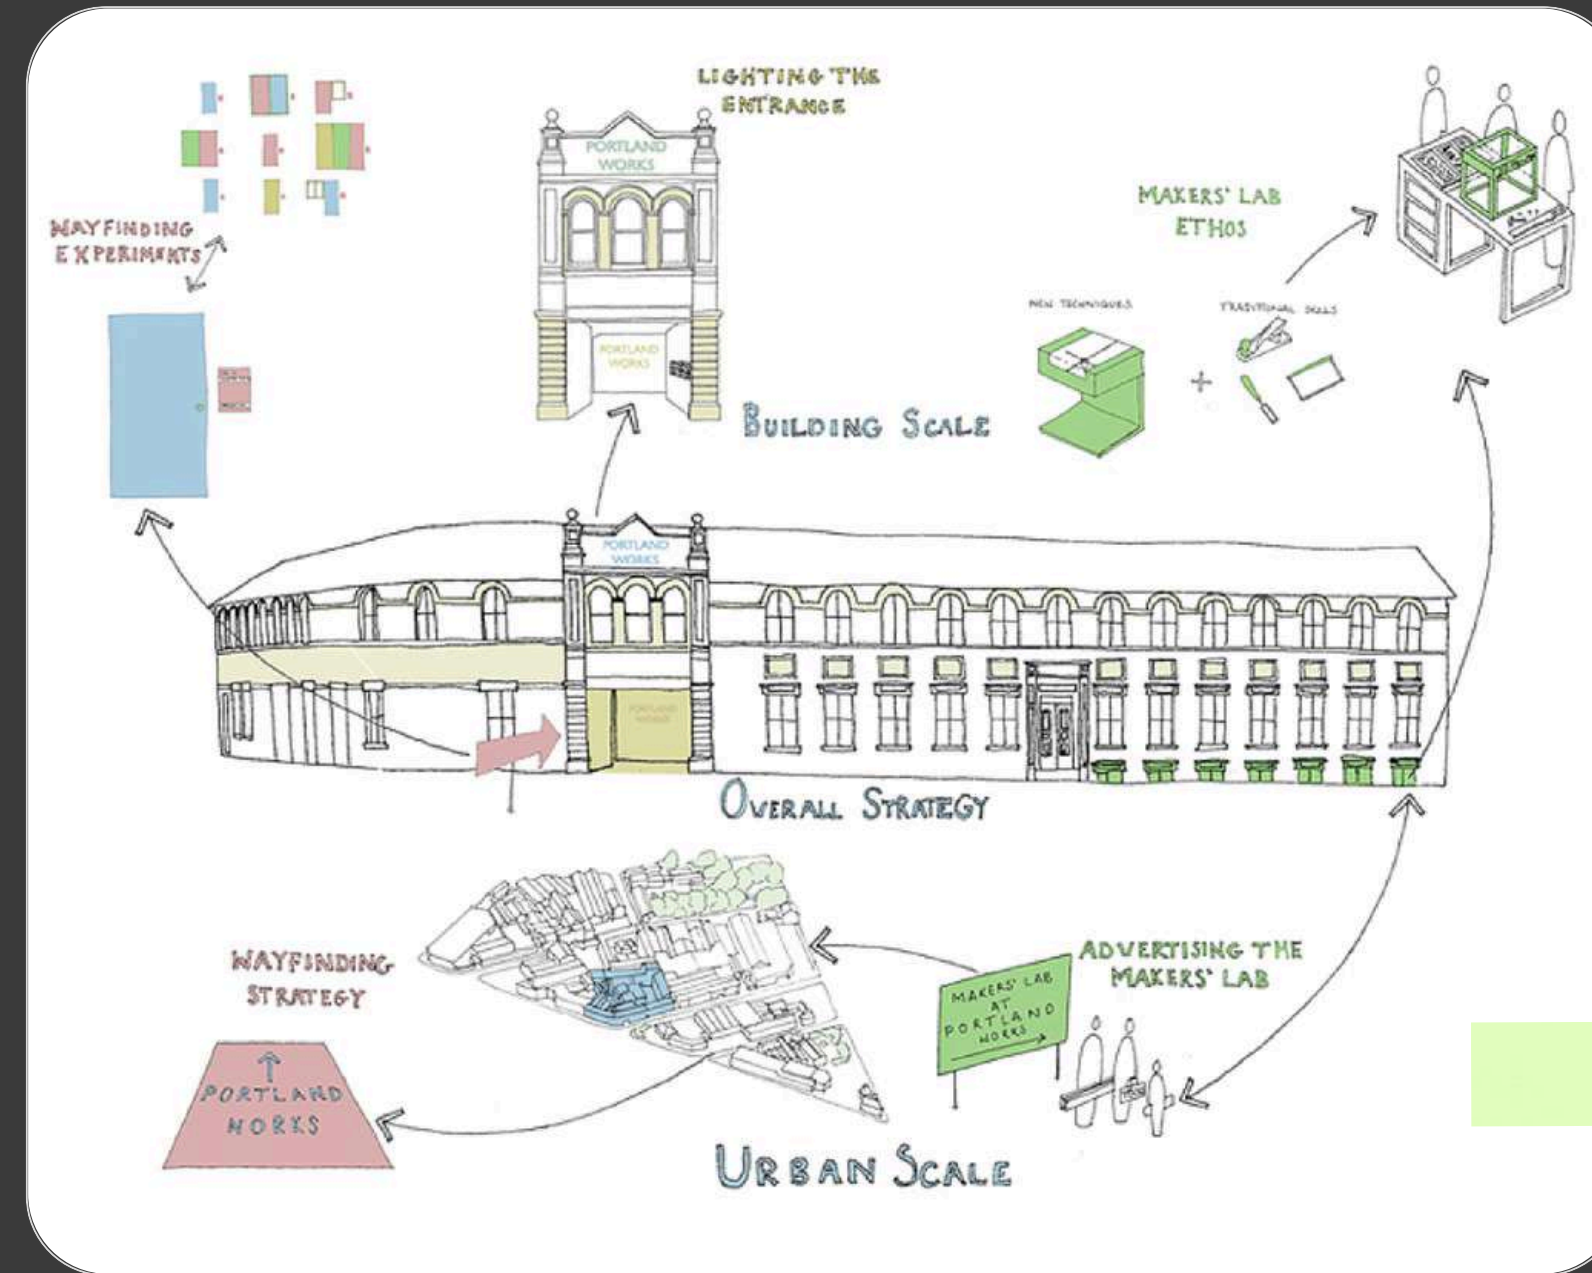 LIGHTING THE
ENTRANCE
PORTLAND
WORKS
PORTLAND
WORKS
MAKERS' LAB
ETHOS
WAYFINDING
EXPERIMENTS
NEW TECHNIQUES
+
TRADITIONAL SKILLS
BUILDING SCALE
PORTLAND
WORKS
PORTLAND
WORKS
OVERALL STRATEGY
WAYFINDING
STRATEGY
PORTLAND
WORKS
MAKERS' LAB
AT
PORTLAND
WORKS
ADVERTISING THE
MAKERS' LAB
URBAN SCALE